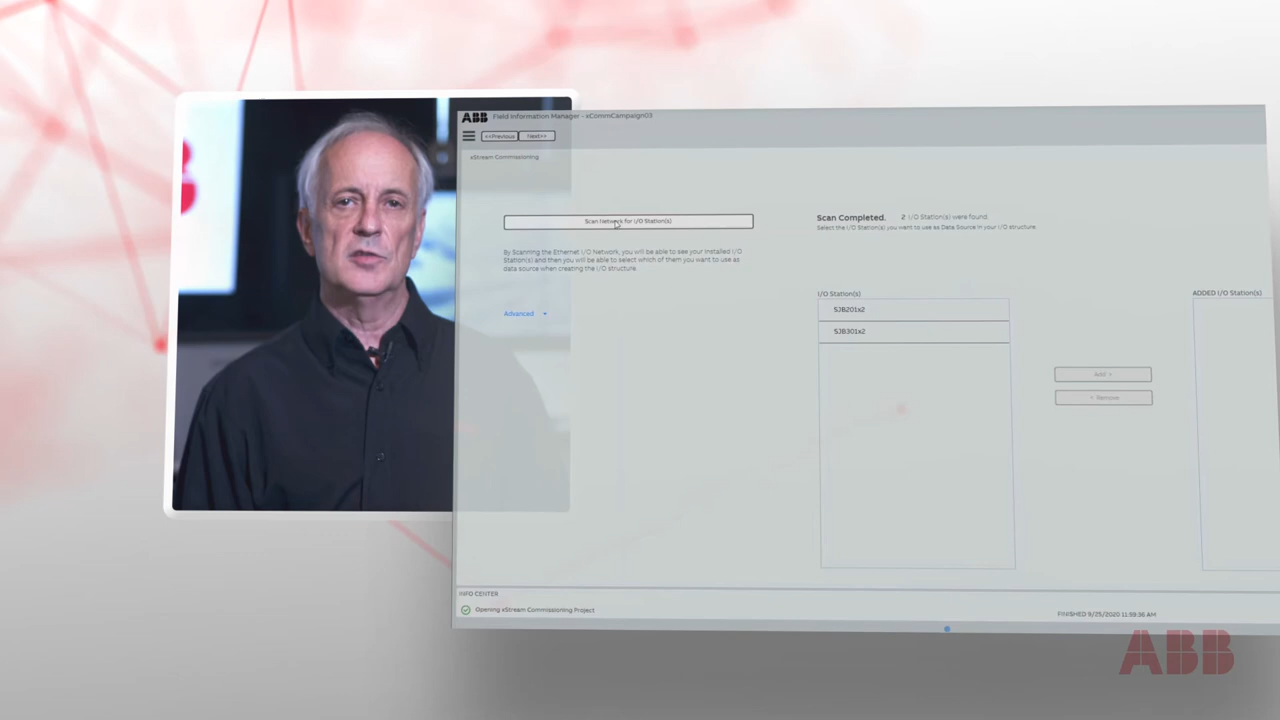 ABB Field Information Manager - xCommCampaign03
<<Previous Next>>
xStream Commissioning
Scan Network for I/O Station(s)
By Scanning the Ethernet I/O Network, you will be able to see your installed I/O
Station(s) and then you will be able to select which of them you want to use as
data source when creating the I/O structure.
Advanced
Scan Completed. 2 I/O Station(s) were found.
Select the I/O Station(s) you want to use as Data Source in your I/O structure.
I/O Station(s)
SJB201x2
SJB301x2
Add >
< Remove
ADDED I/O Station(s)
INFO CENTER
Opening xStream Commissioning Project
FINISHED 9/25/2020 11:59:36 AM
ABB